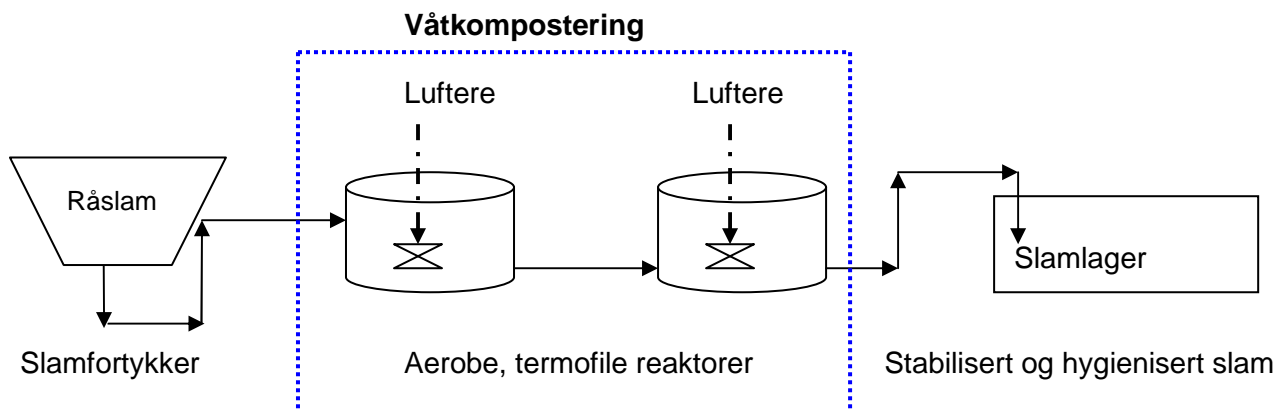 Våtkompostering
Luftere
Luftere
Råslam
Slamlager
Slamfortykker
Aerobe, termofile reaktorer
Stabilisert og hygienisert slam